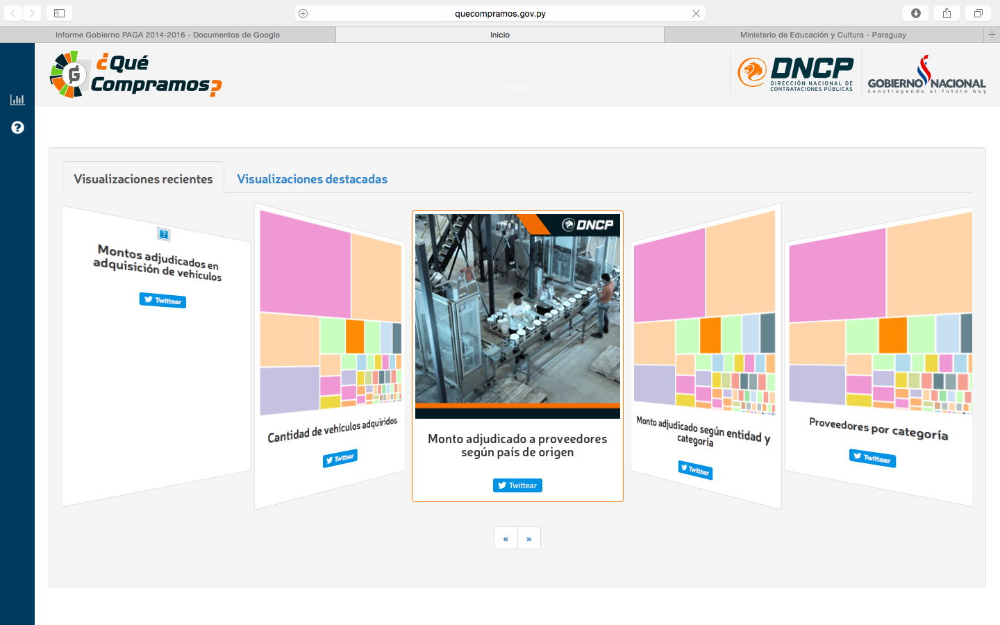 quecompramos.gov.py
Informe Gobierno PAGA 2014-2016 - Documentos de Google
Inicio
Ministerio de Educación y Cultura - Paraguay
¿Qué
Compramos?
DNCP
DIRECCIÓN NACIONAL DE
CONTRATACIONES PÚBLICAS
GOBIERNO NACIONAL
Construyendo el futuro hoy
Visualizaciones recientes
Visualizaciones destacadas
Montos adjudicados en
adquisición de vehículos
Twittear
Cantidad de vehículos adquiridos
Twittear
DNCP
Monto adjudicado a proveedores
según país de origen
Twittear
Monto adjudicado según entidad y
categoría
Twittear
Proveedores por categoría
Twittear
« »